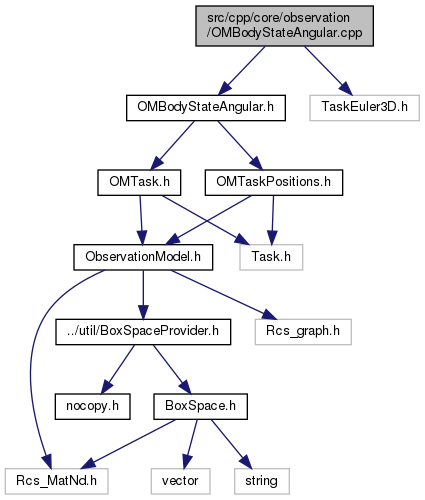 src/cpp/core/observation
/OMBodyStateAngular.cpp
OMBodyStateAngular.h
TaskEuler3D.h
OMTask.h
OMTaskPositions.h
ObservationModel.h
Task.h
../util/BoxSpaceProvider.h
Rcs_graph.h
nocopy.h
BoxSpace.h
Rcs_MatNd.h
vector
string